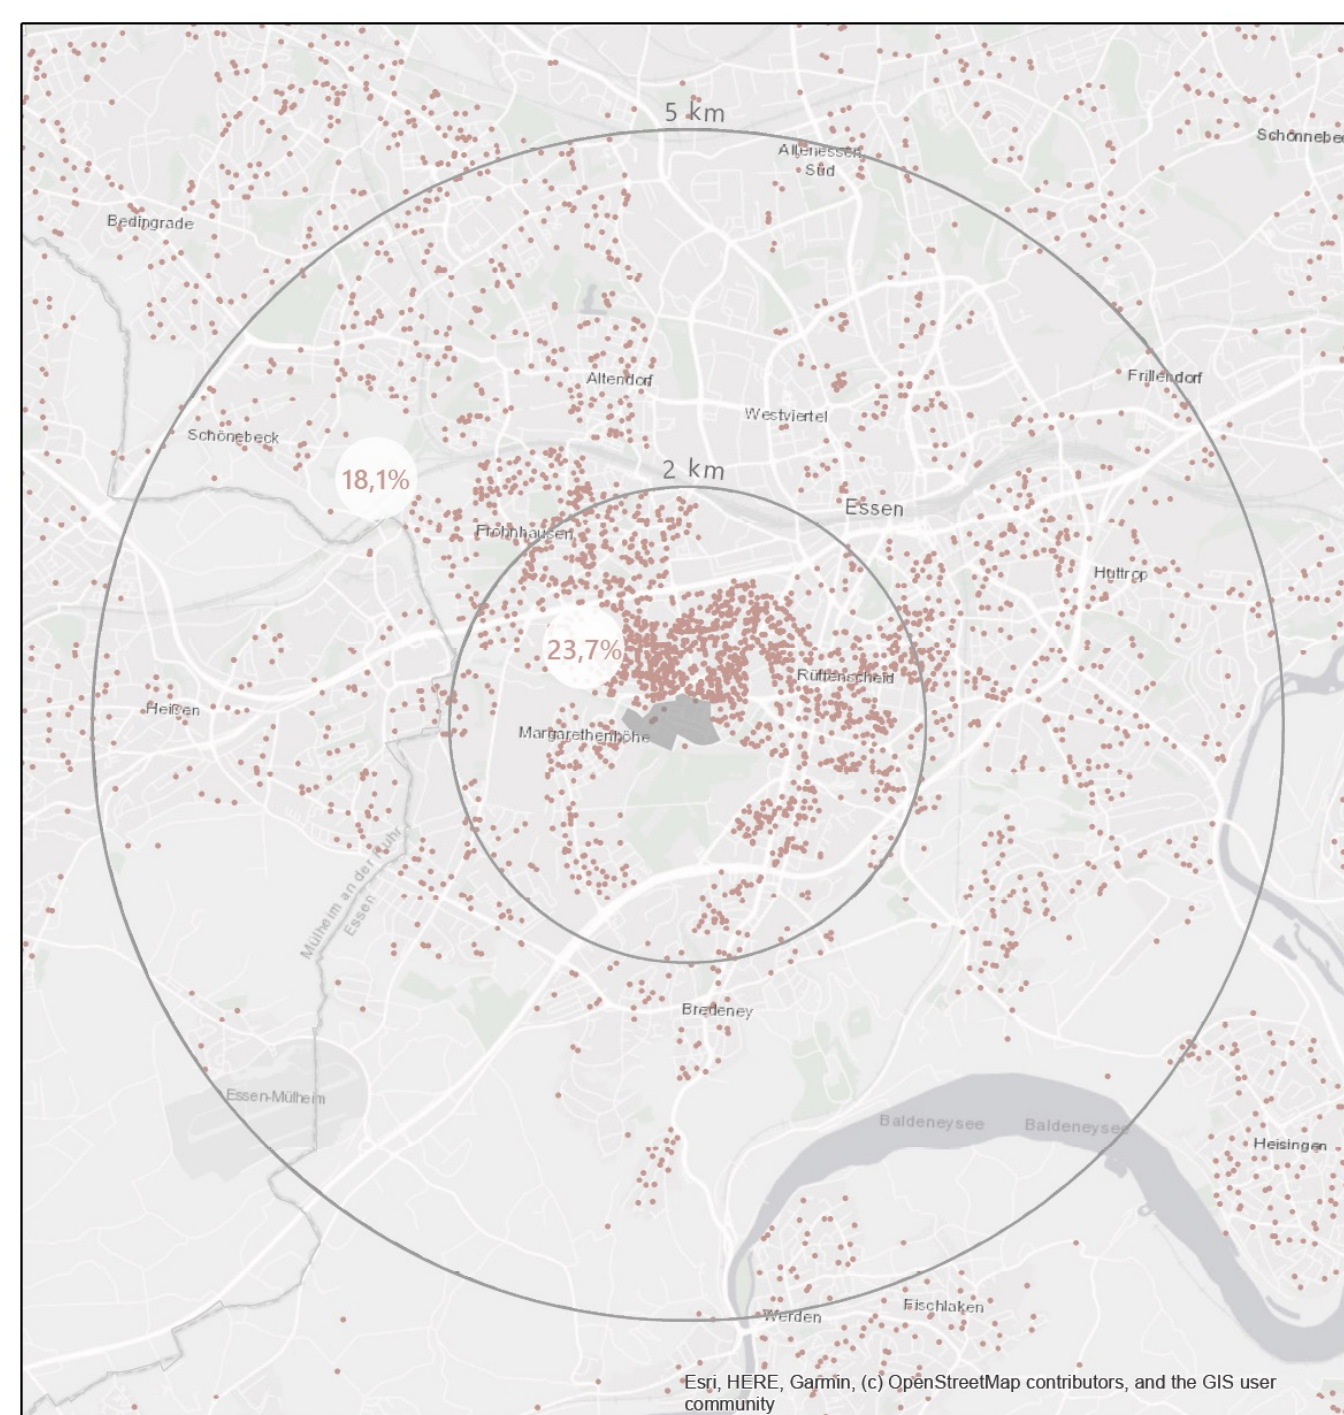 5 km
Schönnebe
Altenessen
Süd
Bedingrade
Altendorf
Frillendorf
Westviertel
Schönebeck
2 km
18,1%
Essen
Frohnhausen
Huttrop
23,7%
Rüttenscheid
Heißen
Margarethenhöhe
Mülheim an der Ruhr
Essen
Bredeney
Essen-Mülheim
Baldeneysee
Baldeneysee
Heisingen
Fischlaken
Werden
Esri, HERE, Garmin, (c) OpenStreetMap contributors, and the GIS user
community